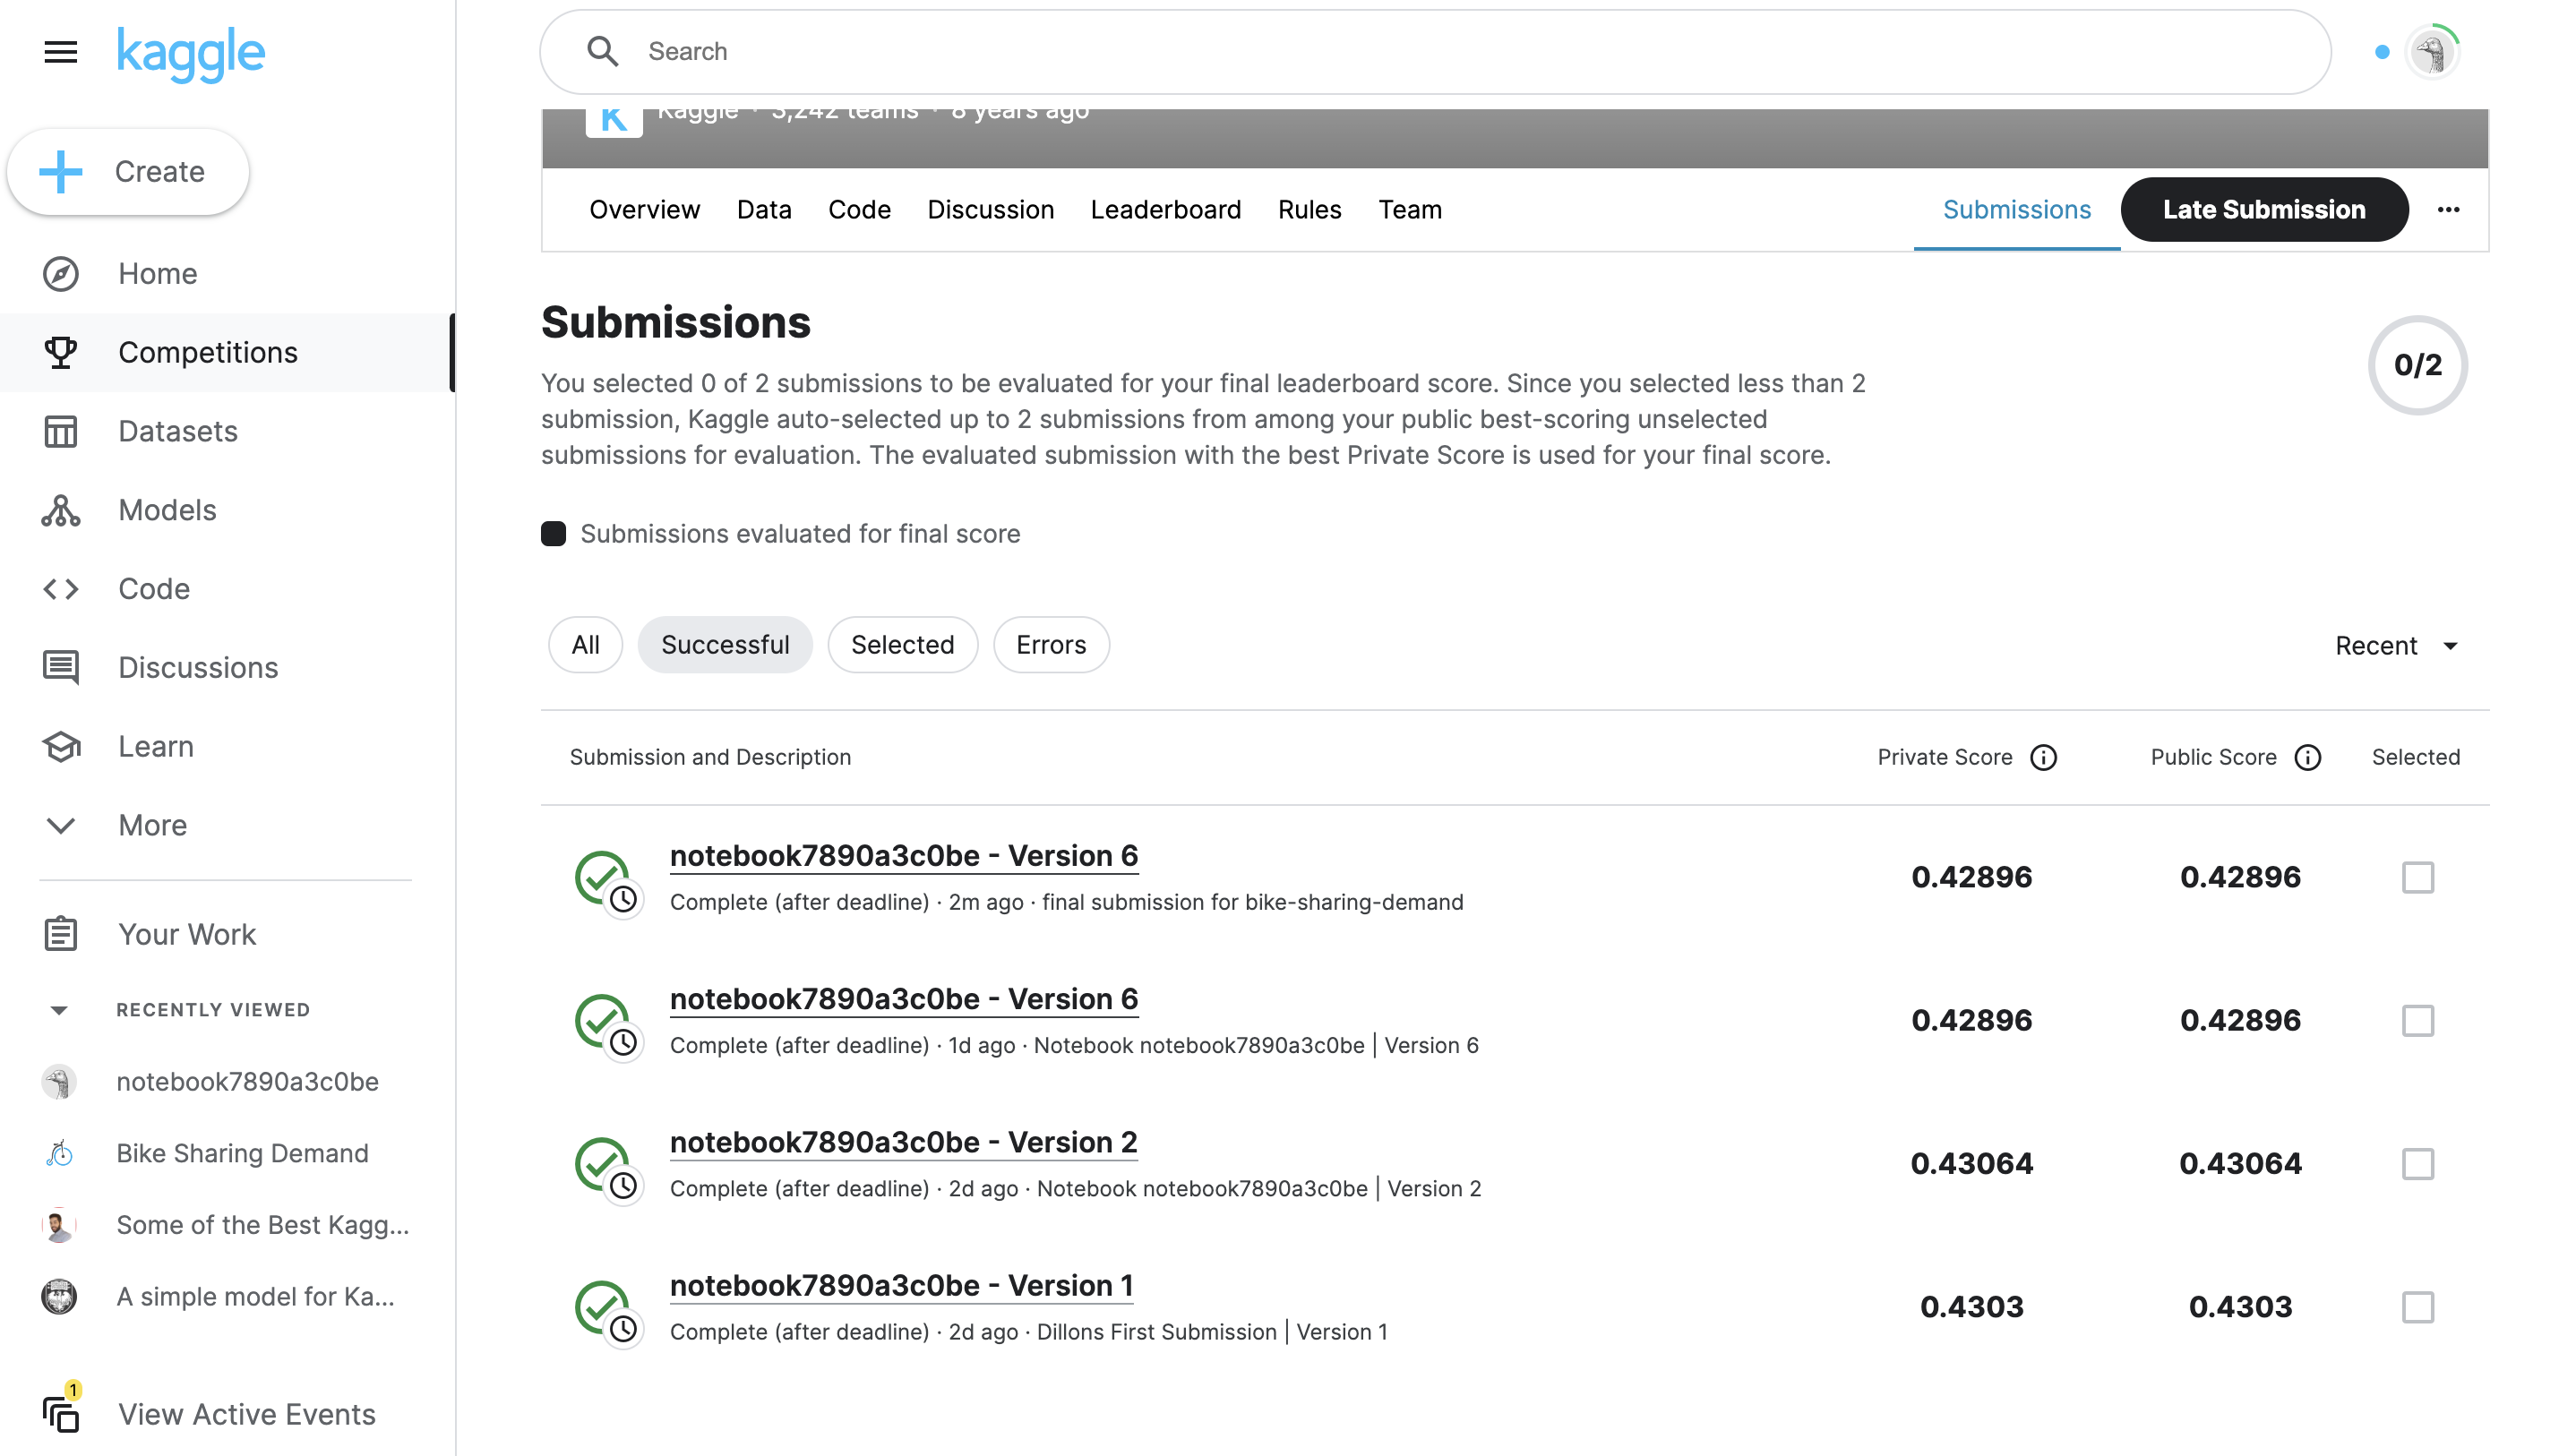 kaggle
Search
Create
Home
Competitions
Datasets
Models
Code
Discussions
Learn
More
Your Work
RECENTLY VIEWED
notebook7890a3c0be
Bike Sharing Demand
Some of the Best Kagg...
A simple model for Ka...
1
View Active Events
K
Kaggle · 3,242 teams · 8 years ago
Overview Data Code Discussion Leaderboard Rules Team Submissions Late Submission
Submissions
You selected 0 of 2 submissions to be evaluated for your final leaderboard score. Since you selected less than 2
submission, Kaggle auto-selected up to 2 submissions from among your public best-scoring unselected
submissions for evaluation. The evaluated submission with the best Private Score is used for your final score.
0/2
Submissions evaluated for final score
All Successful Selected Errors Recent
Submission and Description Private Score Public Score Selected
notebook7890a3c0be - Version 6 0.42896 0.42896
Complete (after deadline) · 2m ago · final submission for bike-sharing-demand
notebook7890a3c0be - Version 6 0.42896 0.42896
Complete (after deadline) · 1d ago · Notebook notebook7890a3c0be | Version 6
notebook7890a3c0be - Version 2 0.43064 0.43064
Complete (after deadline) · 2d ago · Notebook notebook7890a3c0be | Version 2
notebook7890a3c0be - Version 1 0.4303 0.4303
Complete (after deadline) · 2d ago · Dillons First Submission | Version 1